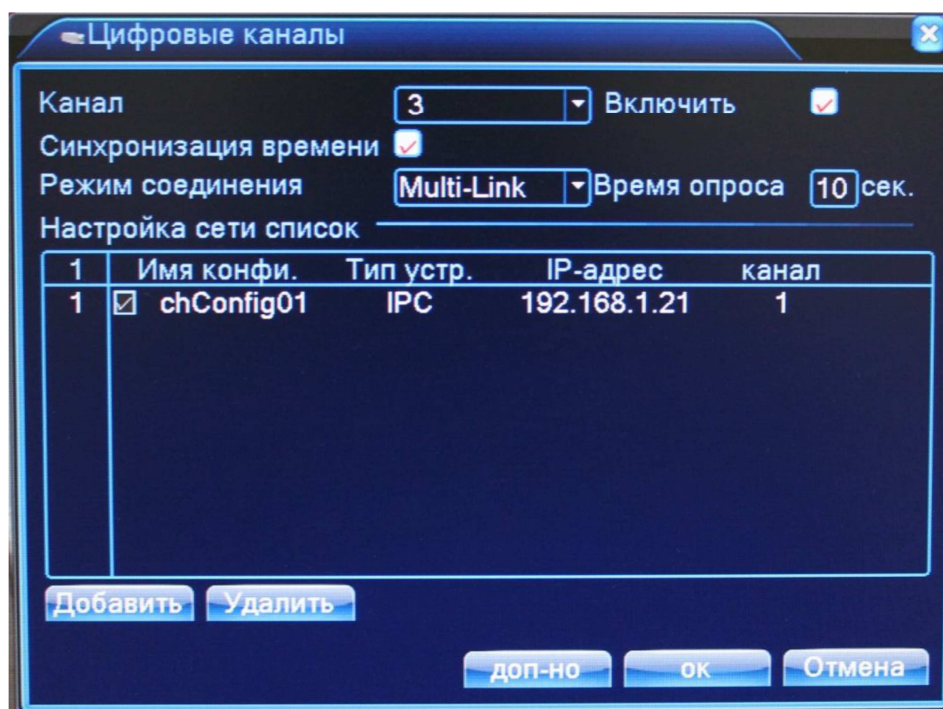 Цифровые каналы
Канал 3 Включить
Синхронизация времени
Режим соединения Multi-Link Время опроса 10 сек.
Настройка сети список
1 Имя конфи. Тип устр. IP-адрес канал
1 chConfig01 IPC 192.168.1.21 1
Добавить Удалить
доп-но ок Отмена